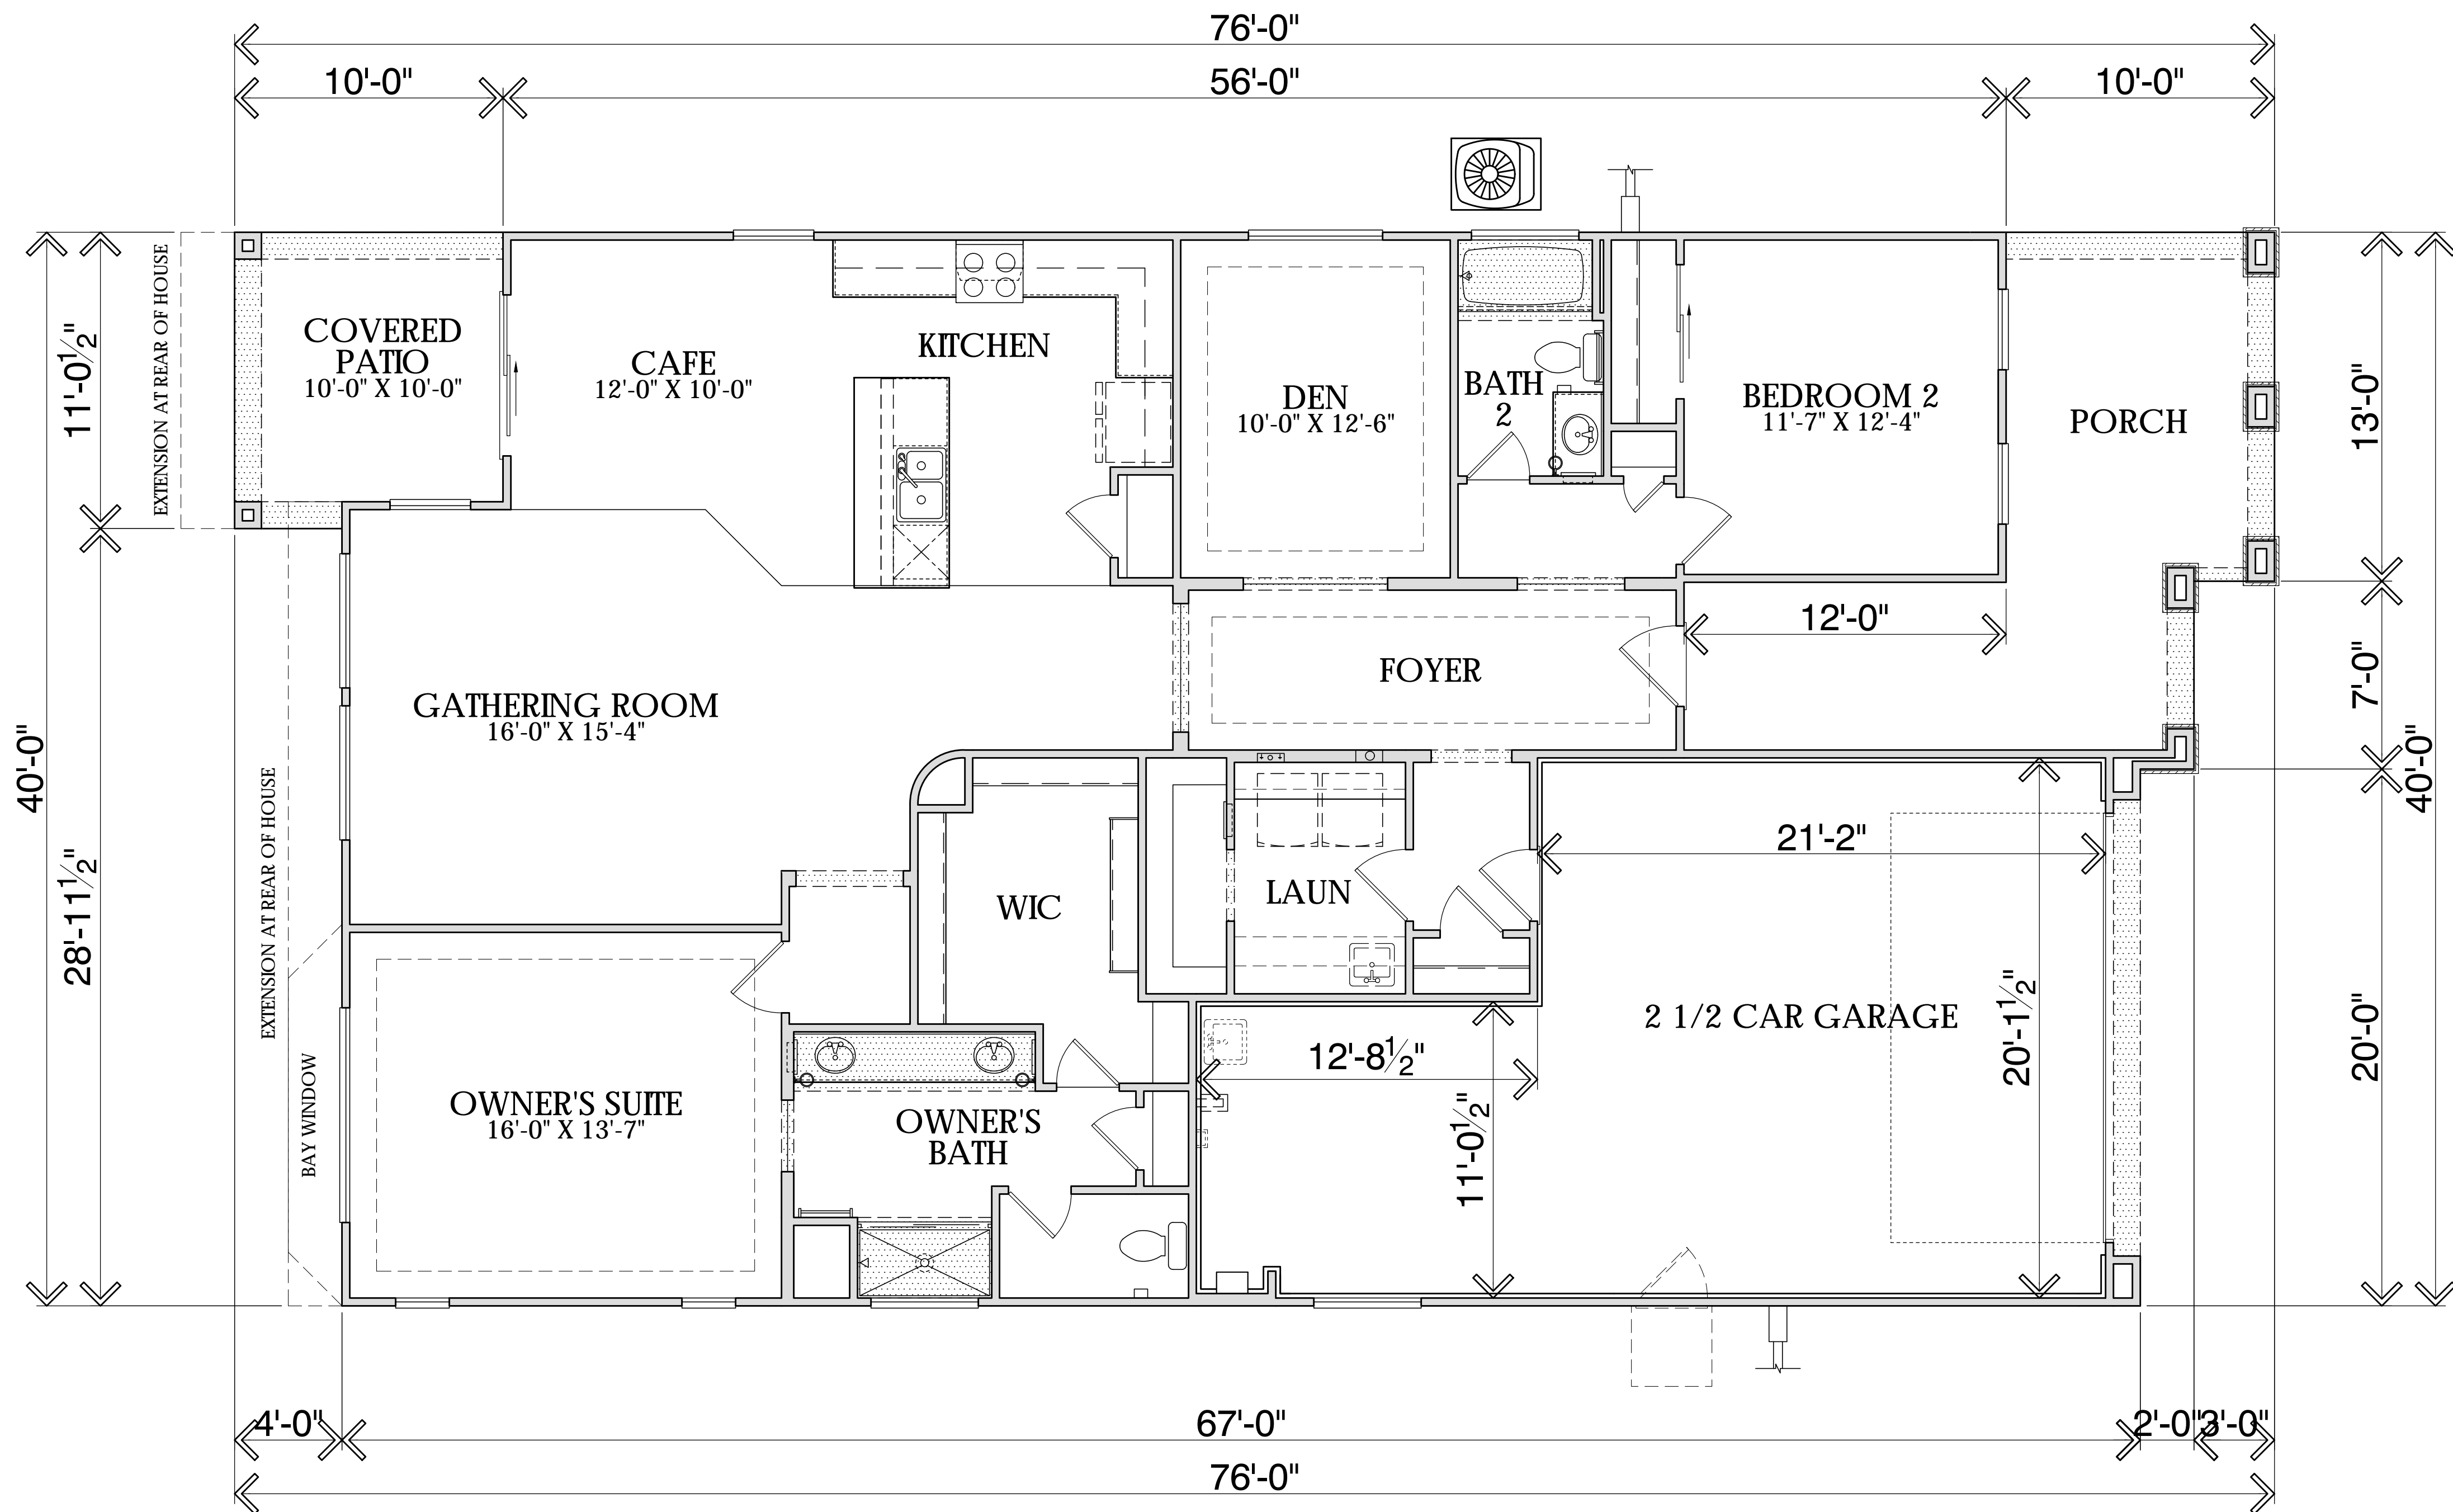 76'-0"
10'-0"
56'-0"
10'-0"
EXTENSION AT REAR OF HOUSE
COVERED
PATIO
10'-0" X 10'-0"
CAFE
12'-0" X 10'-0"
KITCHEN
DEN
10'-0" X 12'-6"
BATH
2
BEDROOM 2
11'-7" X 12'-4"
PORCH
11'-0 1/2"
13'-0"
12'-0"
7'-0"
FOYER
GATHERING ROOM
16'-0" X 15'-4"
40'-0"
40'-0"
28'-11 1/2"
EXTENSION AT REAR OF HOUSE
WIC
LAUN
21'-2"
2 1/2 CAR GARAGE
20'-1 1/2"
20'-0"
12'-8 1/2"
11'-0 1/2"
BAY WINDOW
OWNER'S SUITE
16'-0" X 13'-7"
OWNER'S
BATH
4'-0"
67'-0"
2'-0"
3'-0"
76'-0"